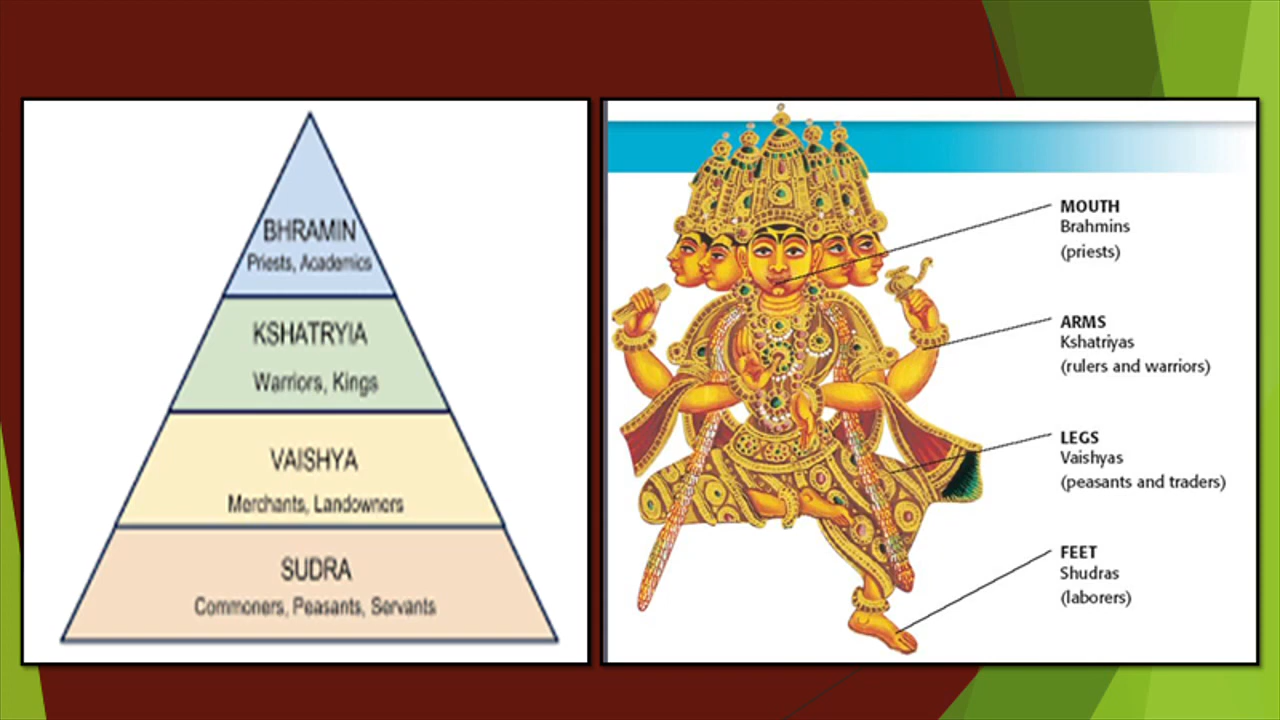 BHRAMIN
Priests, Academics
KSHATRYIA
Warriors, Kings
VAISHYA
Merchants, Landowners
SUDRA
Commoners, Peasants, Servants
MOUTH
Brahmins
(priests)
ARMS
Kshatriyas
(rulers and warriors)
LEGS
Vaishyas
(peasants and traders)
FEET
Shudras
(laborers)